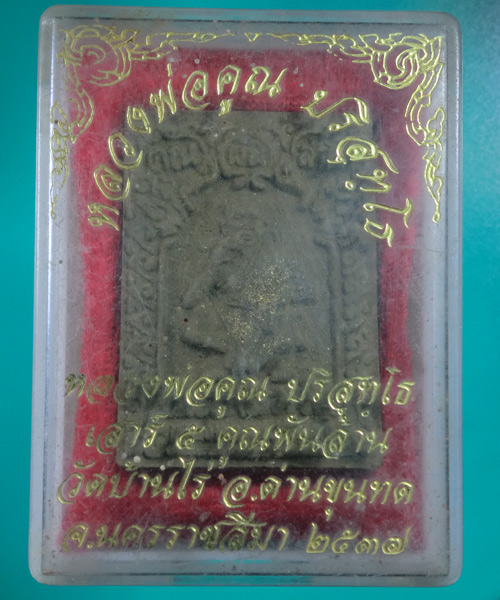 หลวงพ่อคูณ ปริสุทฺโธ
หลวงพ่อคูณ ปริสุทฺโธ
เสาร์ ๕ คูณพันล้าน
วัดบ้านไร่ อ.ด่านขุนทด
จ.นครราชสีมา ๒๕๓๗